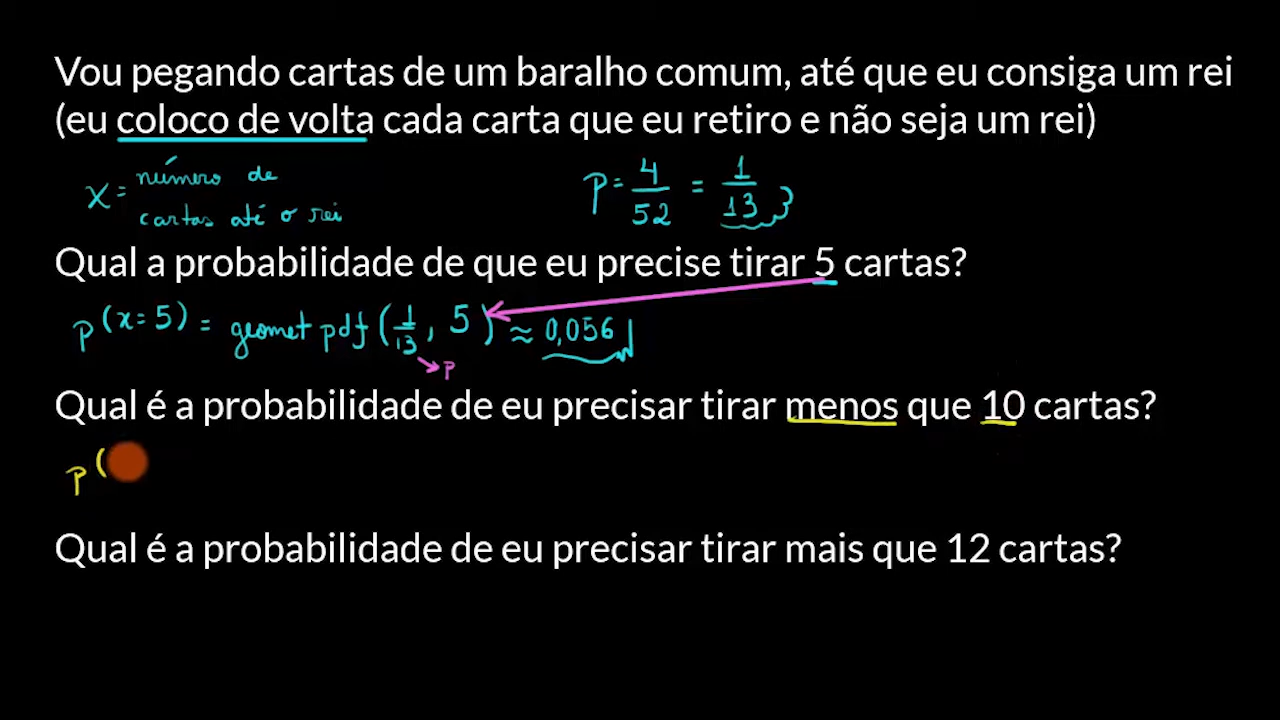 Vou pegando cartas de um baralho comum, até que eu consiga um rei
(eu coloco de volta cada carta que eu retiro e não seja um rei)
x = número de
cartas até o rei
p = 4/52 = 1/13
Qual a probabilidade de que eu precise tirar 5 cartas?
p(x=5) = geomet pdf(1/13, 5) ≈ 0,056
p
Qual é a probabilidade de eu precisar tirar menos que 10 cartas?
p(
Qual é a probabilidade de eu precisar tirar mais que 12 cartas?